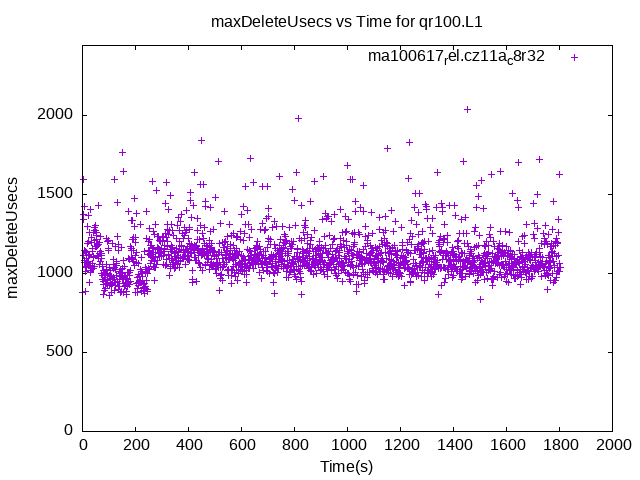 maxDeleteUsecs vs Time for qr100.L1
ma100617rel.cz11ac8r32
2000
1500
1000
500
0
maxDeleteUsecs
0 200 400 600 800 1000 1200 1400 1600 1800 2000
Time(s)